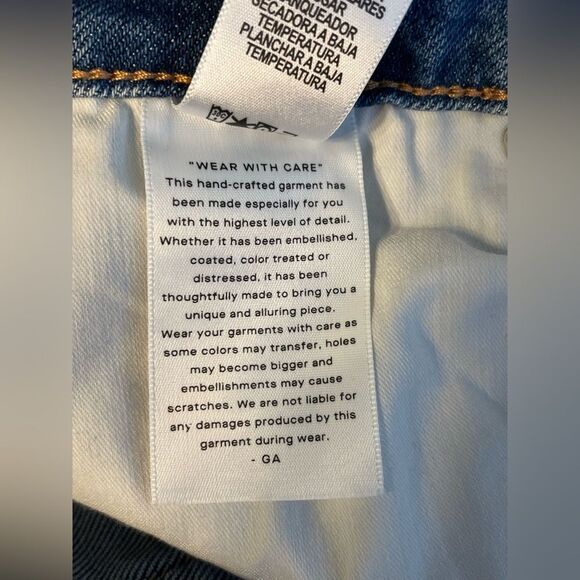 LARES
USAR
BLANQUEADOR
SECADORA A BAJA
TEMPERATURA
PLANCHAR A BAJA
TEMPERATURA
"WEAR WITH CARE"
This hand-crafted garment has
been made especially for you
with the highest level of detail.
Whether it has been embellished,
coated, color treated or
distressed, it has been
thoughtfully made to bring you a
unique and alluring piece.
Wear your garments with care as
some colors may transfer, holes
may become bigger and
embellishments may cause
scratches. We are not liable for
any damages produced by this
garment during wear.
- GA